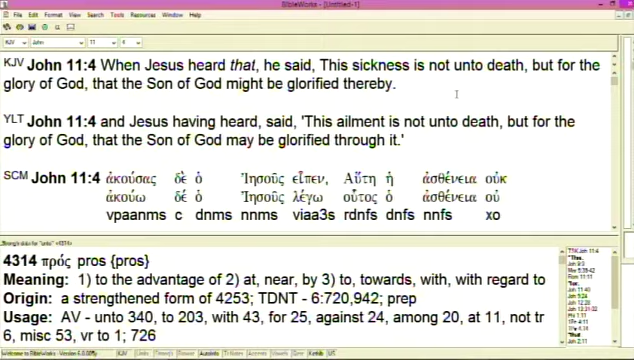 BibleWorks - [Untitled-1]
File Edit Format View Search Tools Resources Window Help
KJV John 11 4
KJV John 11:4 When Jesus heard that, he said, This sickness is not unto death, but for the
glory of God, that the Son of God might be glorified thereby.
YLT John 11:4 and Jesus having heard, said, 'This ailment is not unto death, but for the
glory of God, that the Son of God may be glorified through it.'
SCM John 11:4 ἀκούσας δὲ ὁ Ἰησοῦς εἶπεν, Αὕτη ἡ ἀσθένεια οὐκ
ἀκούω δέ ὁ Ἰησοῦς λέγω οὗτος ὁ ἀσθένεια οὐ
vpaanms c dnms nnms viaa3s rdnfs dnfs nnfs xo
4314 πρός pros {pros}
Meaning: 1) to the advantage of 2) at, near, by 3) to, towards, with, with regard to
Origin: a strengthened form of 4253; TDNT - 6:720,942; prep
Usage: AV - unto 340, to 203, with 43, for 25, against 24, among 20, at 11, not tr
6, misc 53, vr to 1; 726